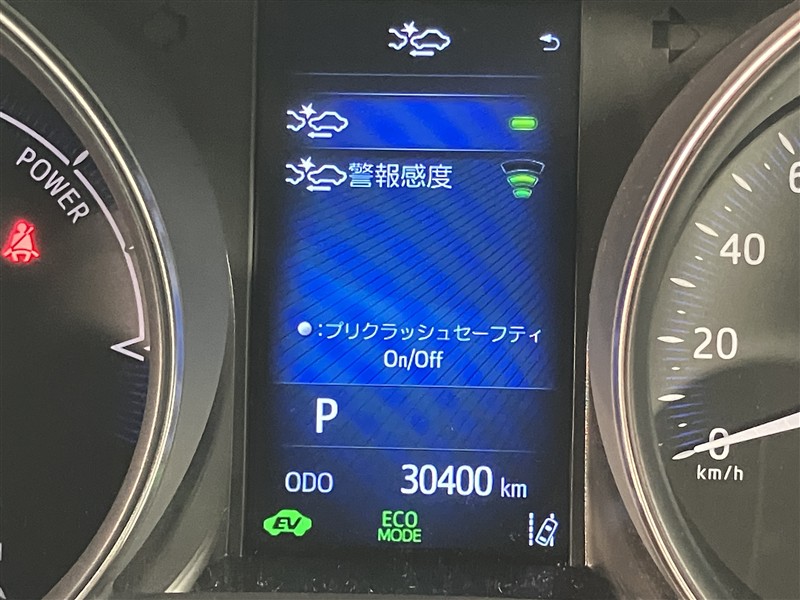 警報感度
POWER
:プリクラッシュセーフティ
On/Off
P
ODO 30400 km
EV
ECO
MODE
40
20
0
km/h